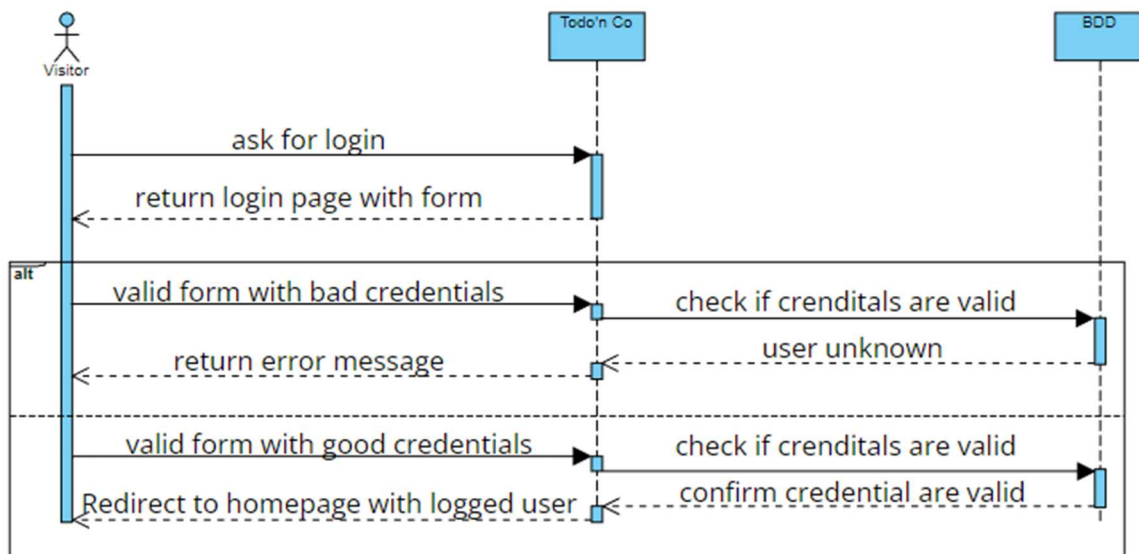 Todo'n Co
BDD
Visitor
ask for login
return login page with form
alt
valid form with bad credentials
check if crenditals are valid
user unknown
return error message
valid form with good credentials
check if crenditals are valid
confirm credential are valid
Redirect to homepage with logged user